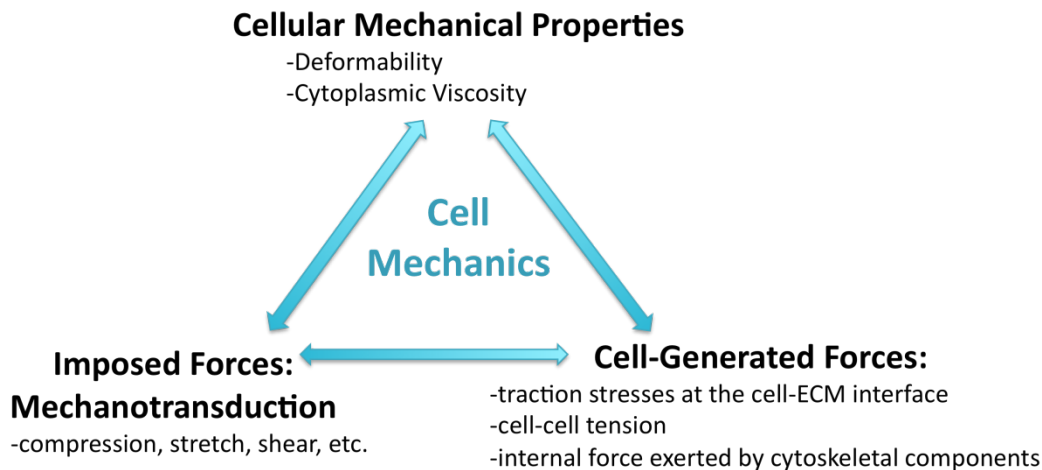 Cellular Mechanical Properties
-Deformability
-Cytoplasmic Viscosity
Cell
Mechanics
Imposed Forces:
Mechanotransduction
-compression, stretch, shear, etc.
Cell-Generated Forces:
-traction stresses at the cell-ECM interface
-cell-cell tension
-internal force exerted by cytoskeletal components